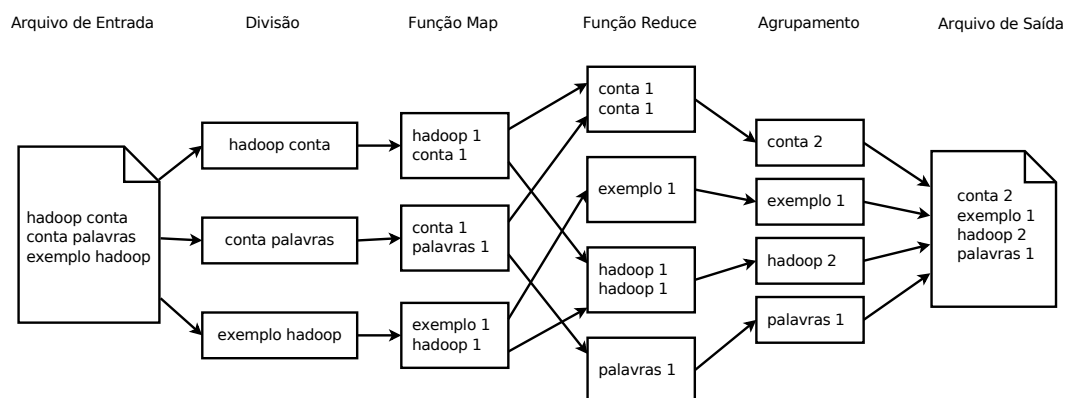 Arquivo de Entrada
Divisão
Função Map
Função Reduce
Agrupamento
Arquivo de Saída
hadoop conta
conta palavras
exemplo hadoop
hadoop conta
conta palavras
exemplo hadoop
hadoop 1
conta 1
conta 1
palavras 1
exemplo 1
hadoop 1
conta 1
conta 1
exemplo 1
hadoop 1
hadoop 1
palavras 1
conta 2
exemplo 1
hadoop 2
palavras 1
conta 2
exemplo 1
hadoop 2
palavras 1